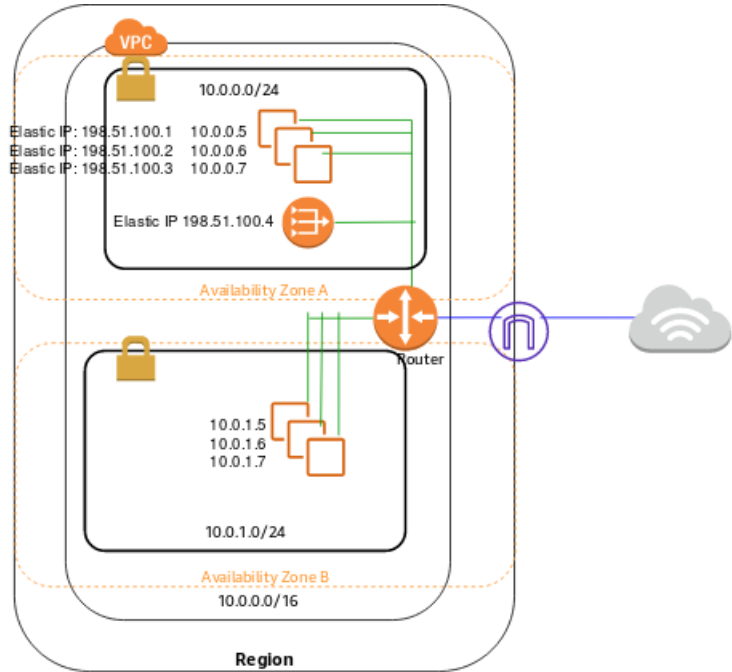 VPC
10.0.0.0/24
Elastic IP: 198.51.100.1 10.0.0.5
Elastic IP: 198.51.100.2 10.0.0.6
Elastic IP: 198.51.100.3 10.0.0.7
Elastic IP 198.51.100.4
Availability Zone A
Router
10.0.1.5
10.0.1.6
10.0.1.7
10.0.1.0/24
Availability Zone B
10.0.0.0/16
Region